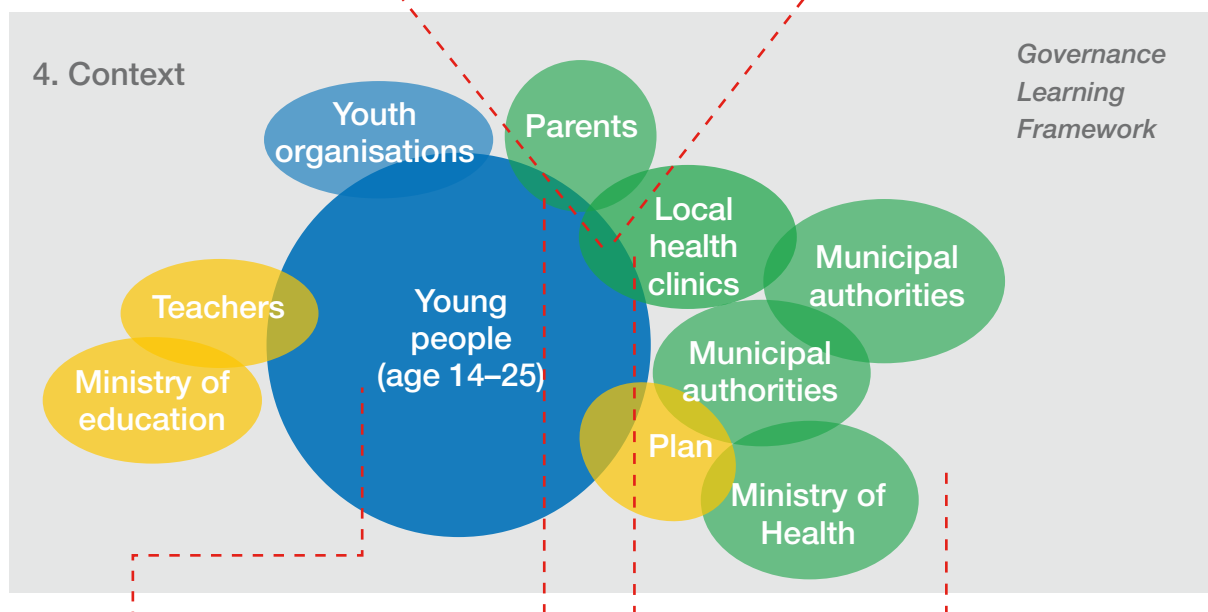 4. Context
Governance
Learning
Framework
Youth
organisations
Parents
Local
health
clinics
Municipal
authorities
Teachers
Young
people
(age 14–25)
Municipal
authorities
Ministry of
education
Plan
Ministry of
Health